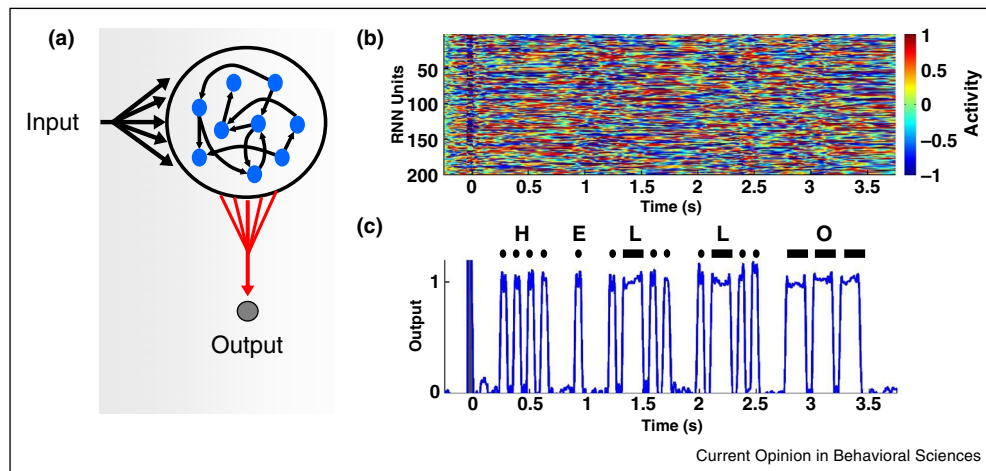 (a)
Input
Output
(b)
RNN Units
50
100
150
200
0 0.5 1 1.5 2 2.5 3 3.5
Time (s)
1
0.5
0
−0.5
−1
Activity
(c)
H E L L O
Output
1
0
0 0.5 1 1.5 2 2.5 3 3.5
Time (s)
Current Opinion in Behavioral Sciences